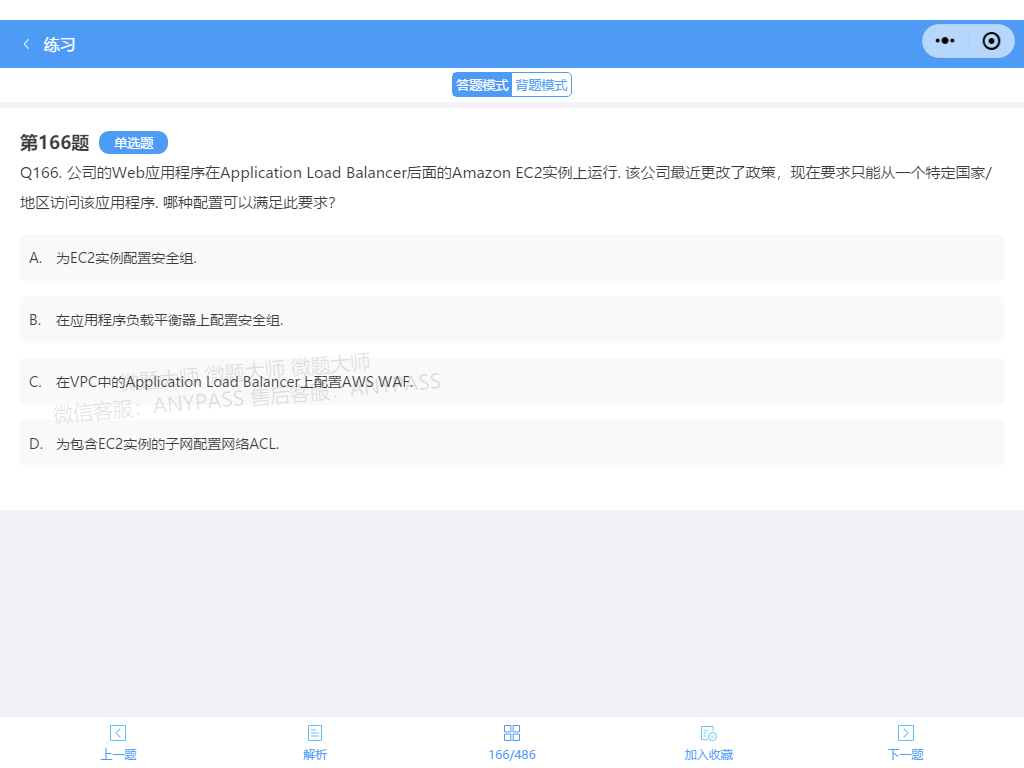 练习
答题模式 背题模式
第166题 单选题
Q166. 公司的Web应用程序在Application Load Balancer后面的Amazon EC2实例上运行. 该公司最近更改了政策，现在要求只能从一个特定国家/
地区访问该应用程序. 哪种配置可以满足此要求?
A. 为EC2实例配置安全组.
B. 在应用程序负载平衡器上配置安全组.
微题大师 微题大师 微题大师
C. 在VPC中的Application Load Balancer上配置AWS WAF.
微信客服：ANYPASS 售后客服：ANYPASS
D. 为包含EC2实例的子网配置网络ACL.
上一题 解析 166/486 加入收藏 下一题